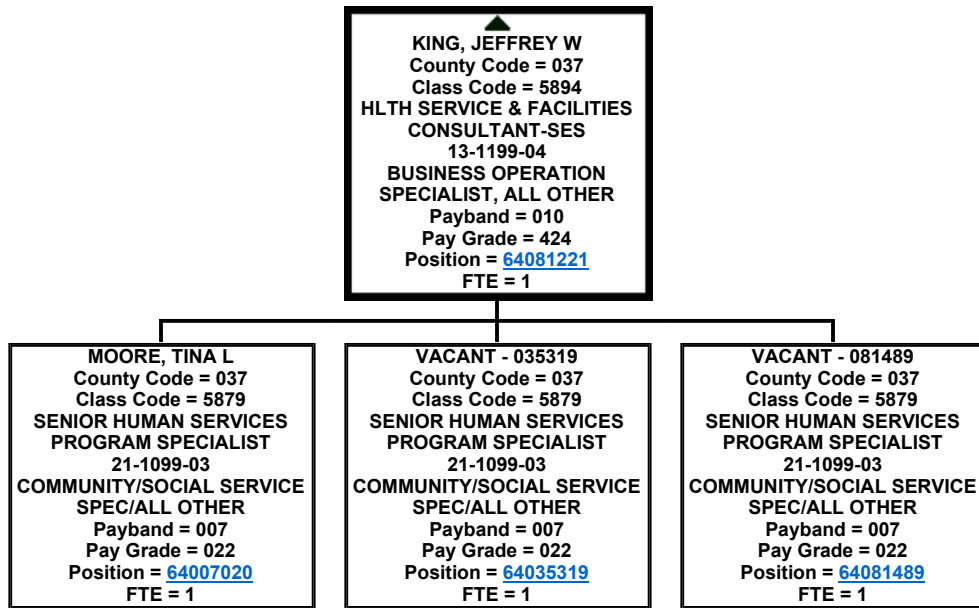 KING, JEFFREY W
County Code = 037
Class Code = 5894
HLTH SERVICE & FACILITIES
CONSULTANT-SES
13-1199-04
BUSINESS OPERATION
SPECIALIST, ALL OTHER
Payband = 010
Pay Grade = 424
Position = 64081221
FTE = 1
MOORE, TINA L
County Code = 037
Class Code = 5879
SENIOR HUMAN SERVICES
PROGRAM SPECIALIST
21-1099-03
COMMUNITY/SOCIAL SERVICE
SPEC/ALL OTHER
Payband = 007
Pay Grade = 022
Position = 64007020
FTE = 1
VACANT - 035319
County Code = 037
Class Code = 5879
SENIOR HUMAN SERVICES
PROGRAM SPECIALIST
21-1099-03
COMMUNITY/SOCIAL SERVICE
SPEC/ALL OTHER
Payband = 007
Pay Grade = 022
Position = 64035319
FTE = 1
VACANT - 081489
County Code = 037
Class Code = 5879
SENIOR HUMAN SERVICES
PROGRAM SPECIALIST
21-1099-03
COMMUNITY/SOCIAL SERVICE
SPEC/ALL OTHER
Payband = 007
Pay Grade = 022
Position = 64081489
FTE = 1